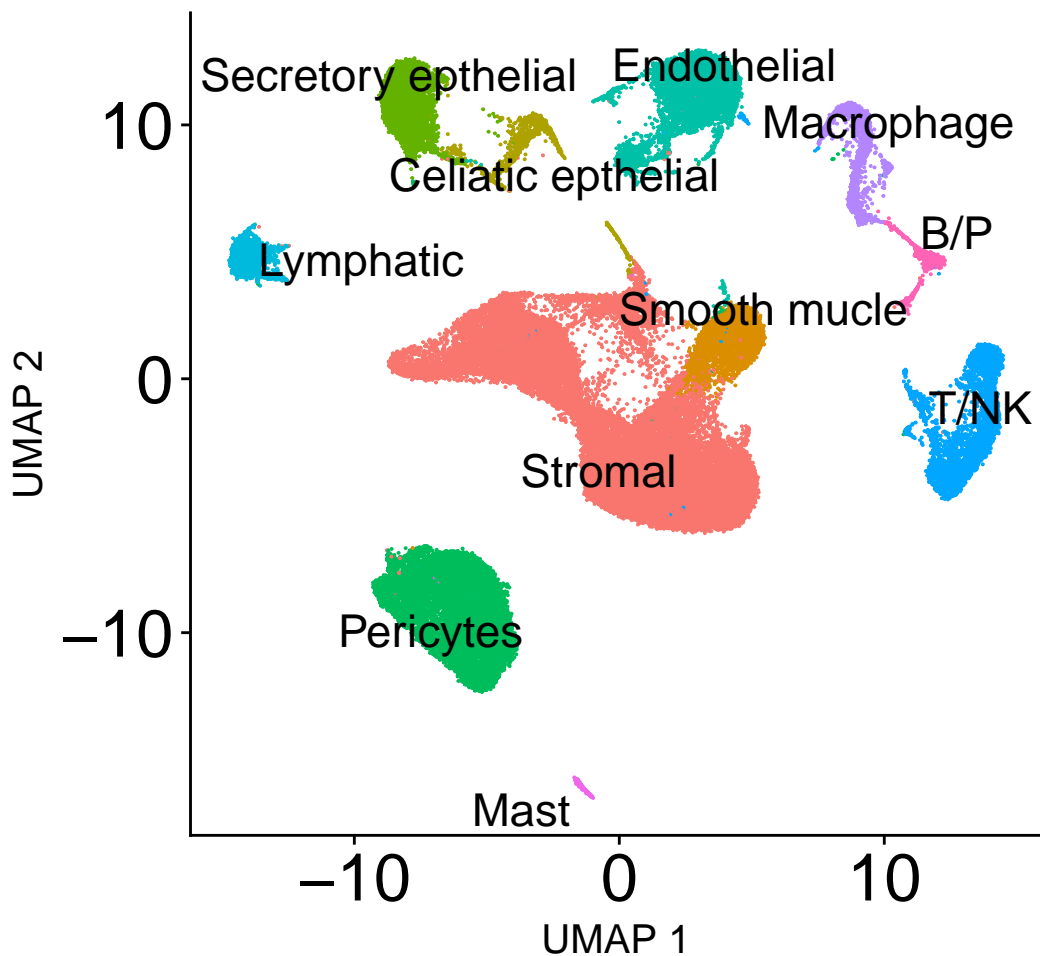 Secretory epthelial
Endothelial
Macrophage
Celiatic epthelial
B/P
Lymphatic
Smooth mucle
T/NK
Stromal
Pericytes
Mast
10
0
−10
UMAP 2
−10
0
10
UMAP 1